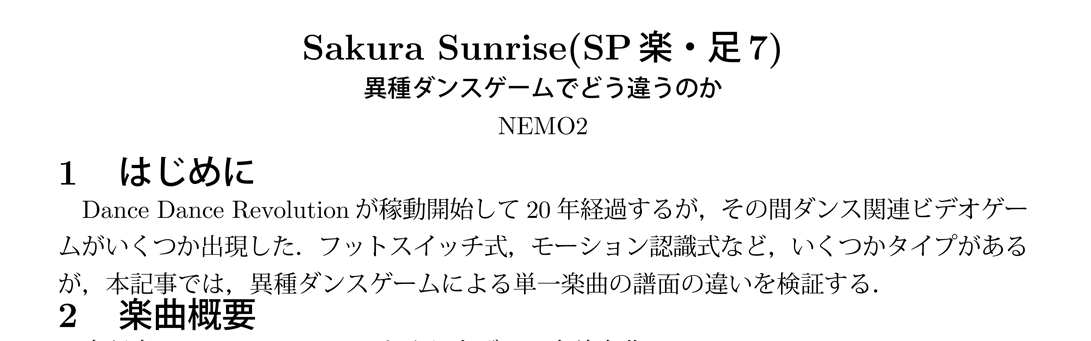 Sakura Sunrise(SP 楽・足 7)
異種ダンスゲームでどう違うのか
NEMO2
1 はじめに
Dance Dance Revolution が稼動開始して 20 年経過するが，その間ダンス関連ビデオゲー
ムがいくつか出現した．フットスイッチ式，モーション認識式など，いくつかタイプがある
が，本記事では，異種ダンスゲームによる単一楽曲の譜面の違いを検証する．
2 楽曲概要